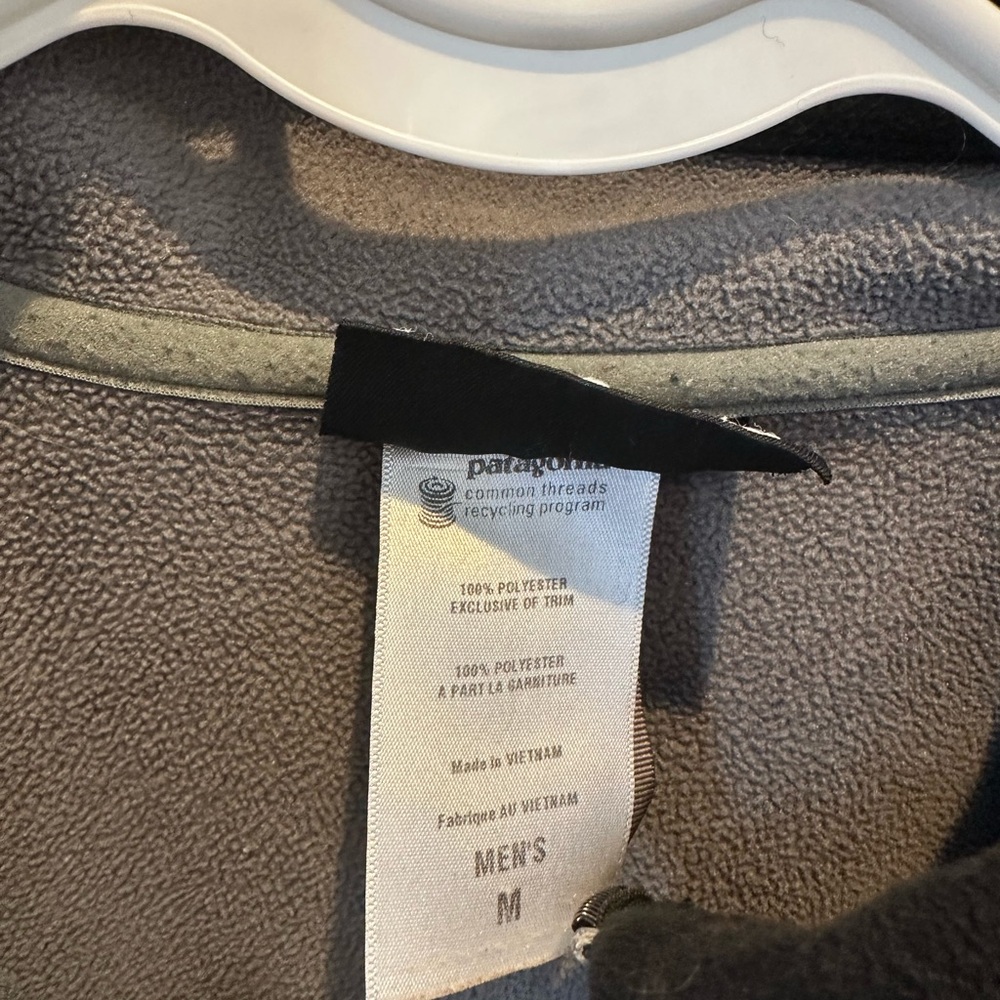 patagonia
common threads
recycling program
100% POLYESTER
EXCLUSIVE OF TRIM
100% POLYESTER
A PART LA GARNITURE
Made in VIETNAM
Fabriqué AU VIETNAM
MEN'S
M